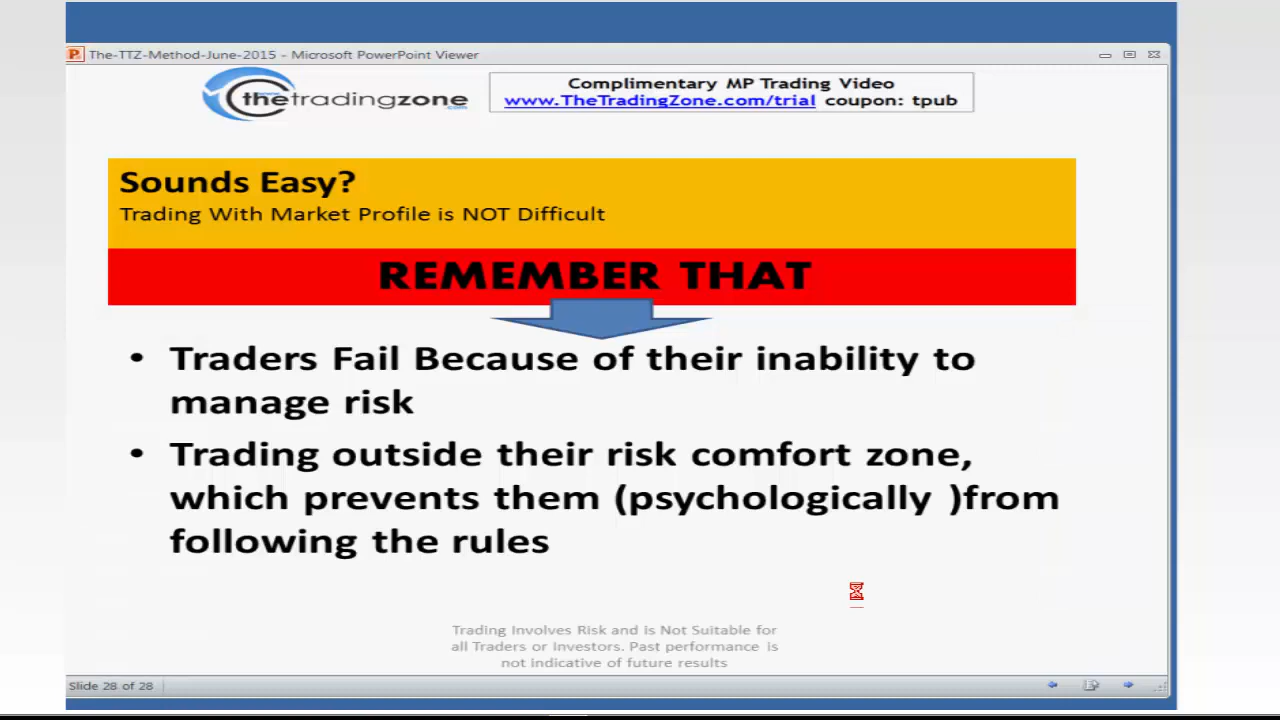 The-TTZ-Method-June-2015 - Microsoft PowerPoint Viewer
thetradingzone
.com
Complimentary MP Trading Video
www.TheTradingZone.com/trial coupon: tpub
Sounds Easy?
Trading With Market Profile is NOT Difficult
REMEMBER THAT
• Traders Fail Because of their inability to
manage risk
• Trading outside their risk comfort zone,
which prevents them (psychologically )from
following the rules
Trading Involves Risk and is Not Suitable for
all Traders or Investors. Past performance is
not indicative of future results
Slide 28 of 28